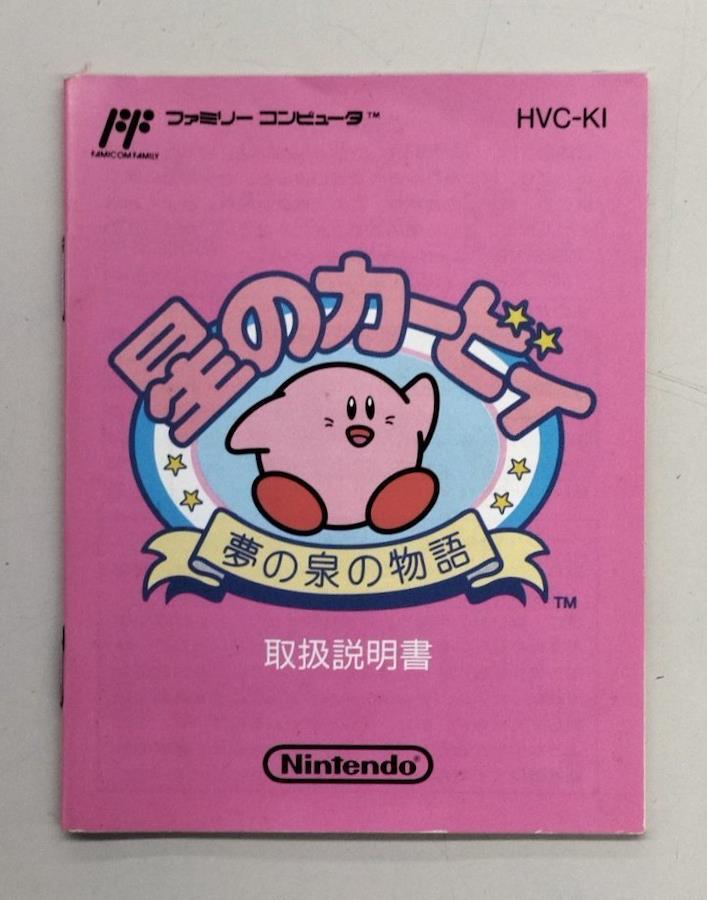 ファミリー コンピュータ™
HVC-KI
FAMICOM FAMILY
星のカービィ
夢の泉の物語
TM
取扱説明書
Nintendo®